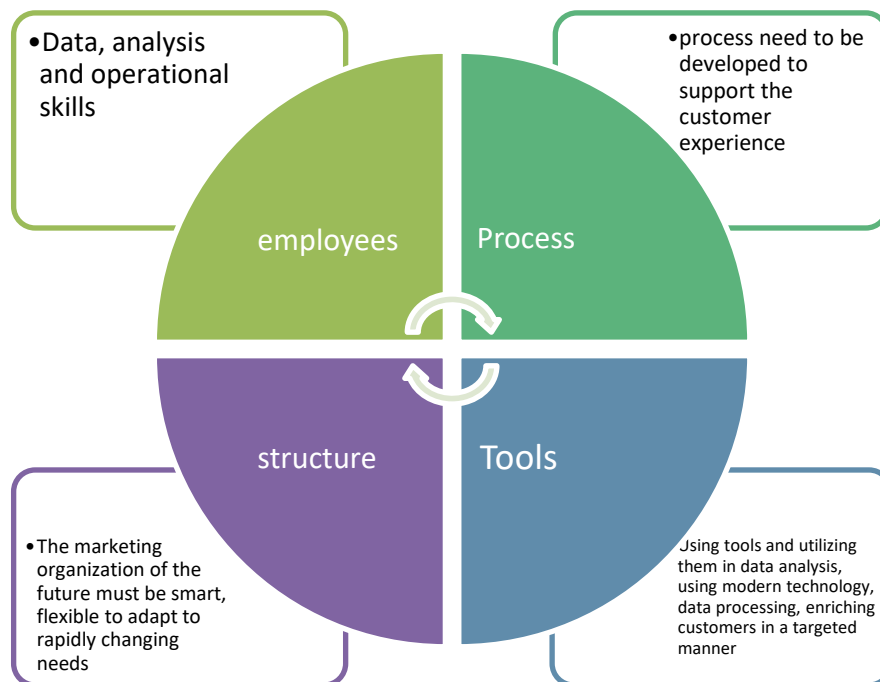 •Data, analysis
and operational
skills
•process need to be
developed to
support the
customer
experience
employees
Process
structure
Tools
•The marketing
organization of the
future must be smart,
flexible to adapt to
rapidly changing
needs
Using tools and utilizing
them in data analysis,
using modern technology,
data processing, enriching
customers in a targeted
manner